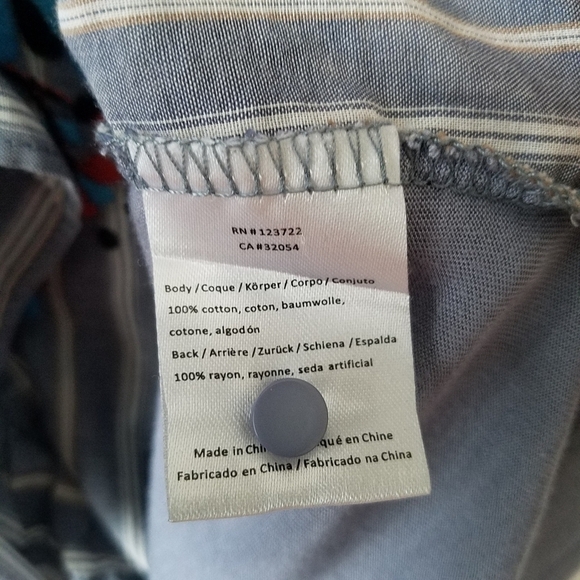 RN # 123722
CA # 32054
Body / Coque / Körper / Corpo / Conjuto
100% cotton, coton, baumwolle,
cotone, algodón
Back / Arrière / Zurück / Schiena / Espalda
100% rayon, rayonne, seda artificial
Made in Chi qué en Chine
Fabricado en China / Fabricado na China